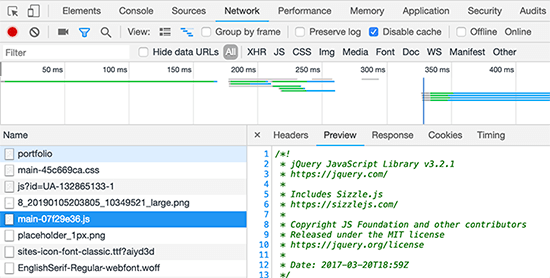 Elements Console Sources Network Performance Memory Application Security Audits
View: Group by frame Preserve log Disable cache Offline Online
Filter Hide data URLs All XHR JS CSS Img Media Font Doc WS Manifest Other
50 ms 100 ms 150 ms 200 ms 250 ms 300 ms 350 ms 400 ms
Name
portfolio
main-45c669ca.css
js?id=UA-132865133-1
8_20190105203805_10349521_large.png
main-07f29e36.js
placeholder_1px.png
sites-icon-font-classic.ttf?aiyd3d
EnglishSerif-Regular-webfont.woff
× Headers Preview Response Cookies Timing
1 /*!
2 * jQuery JavaScript Library v3.2.1
3 * https://jquery.com/
4 *
5 * Includes Sizzle.js
6 * https://sizzlejs.com/
7 *
8 * Copyright JS Foundation and other contributors
9 * Released under the MIT license
10 * https://jquery.org/license
11 *
12 * Date: 2017-03-20T18:59Z
13 */